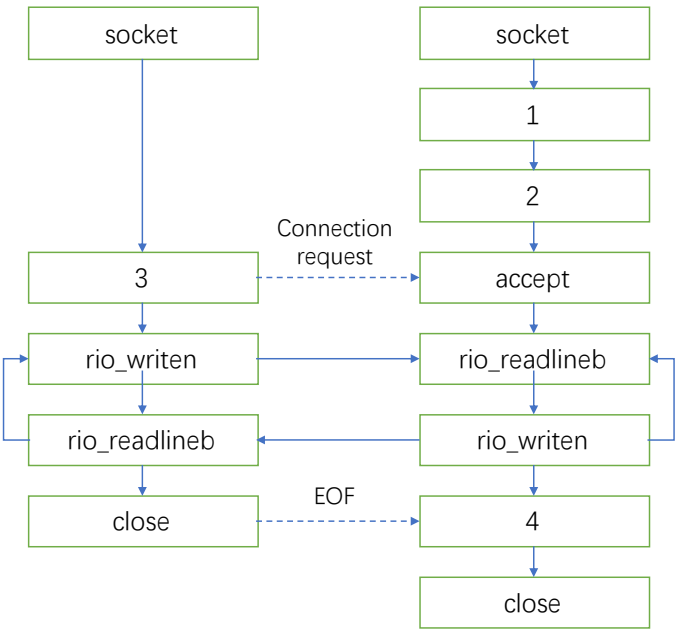 socket
socket
1
2
Connection
request
3
accept
rio_writen
rio_readlineb
rio_readlineb
rio_writen
EOF
close
4
close